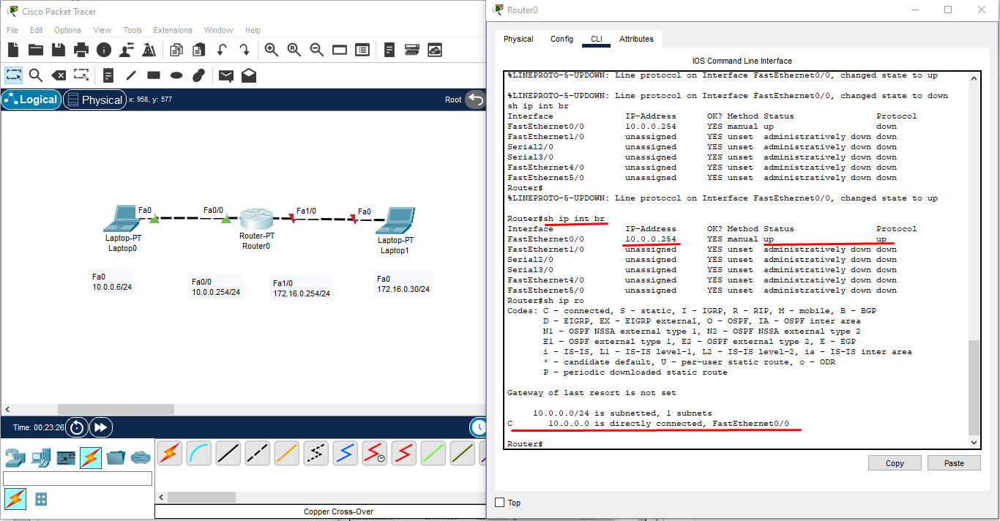 Cisco Packet Tracer
File Edit Options View Tools Extensions Window Help
Logical Physical x: 958, y: 577 Root
Fa0 Fa0/0 Fa1/0 Fa0
Laptop-PT
Laptop0
Router-PT
Router0
Laptop-PT
Laptop1
Fa0
10.0.0.6/24
Fa0/0
10.0.0.254/24
Fa1/0
172.16.0.254/24
Fa0
172.16.0.30/24
Time: 00:23:26
Copper Cross-Over
Router0
Physical Config CLI Attributes
IOS Command Line Interface
%LINEPROTO-5-UPDOWN: Line protocol on Interface FastEthernet0/0, changed state to up
%LINEPROTO-5-UPDOWN: Line protocol on Interface FastEthernet0/0, changed state to down
sh ip int br
Interface IP-Address OK? Method Status Protocol
FastEthernet0/0 10.0.0.254 YES manual up down
FastEthernet1/0 unassigned YES unset administratively down down
Serial2/0 unassigned YES unset administratively down down
Serial3/0 unassigned YES unset administratively down down
FastEthernet4/0 unassigned YES unset administratively down down
FastEthernet5/0 unassigned YES unset administratively down down
Router#
%LINEPROTO-5-UPDOWN: Line protocol on Interface FastEthernet0/0, changed state to up
Router#sh ip int br
Interface IP-Address OK? Method Status Protocol
FastEthernet0/0 10.0.0.254 YES manual up up
FastEthernet1/0 unassigned YES unset administratively down down
Serial2/0 unassigned YES unset administratively down down
Serial3/0 unassigned YES unset administratively down down
FastEthernet4/0 unassigned YES unset administratively down down
FastEthernet5/0 unassigned YES unset administratively down down
Router#sh ip ro
Codes: C - connected, S - static, I - IGRP, R - RIP, M - mobile, B - BGP
D - EIGRP, EX - EIGRP external, O - OSPF, IA - OSPF inter area
N1 - OSPF NSSA external type 1, N2 - OSPF NSSA external type 2
E1 - OSPF external type 1, E2 - OSPF external type 2, E - EGP
i - IS-IS, L1 - IS-IS level-1, L2 - IS-IS level-2, ia - IS-IS inter area
* - candidate default, U - per-user static route, o - ODR
P - periodic downloaded static route
Gateway of last resort is not set
10.0.0.0/24 is subnetted, 1 subnets
C 10.0.0.0 is directly connected, FastEthernet0/0
Router#
Copy Paste
Top